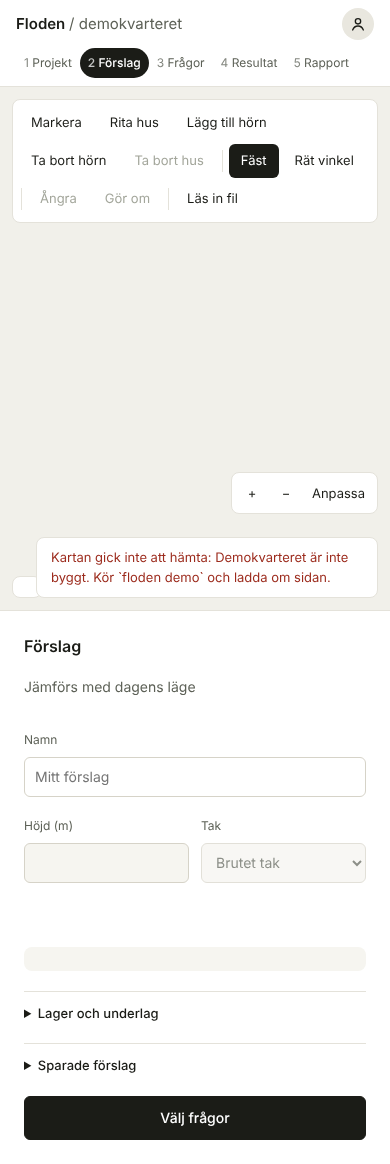 Floden / demokvarteret
1 Projekt 2 Förslag 3 Frågor 4 Resultat 5 Rapport
Markera Rita hus Lägg till hörn
Ta bort hörn Ta bort hus Fäst Rät vinkel
Ångra Gör om Läs in fil
+ − Anpassa
Kartan gick inte att hämta: Demokvarteret är inte
byggt. Kör `floden demo` och ladda om sidan.
Förslag
Jämförs med dagens läge
Namn
Mitt förslag
Höjd (m) Tak
Brutet tak
Lager och underlag
Sparade förslag
Välj frågor